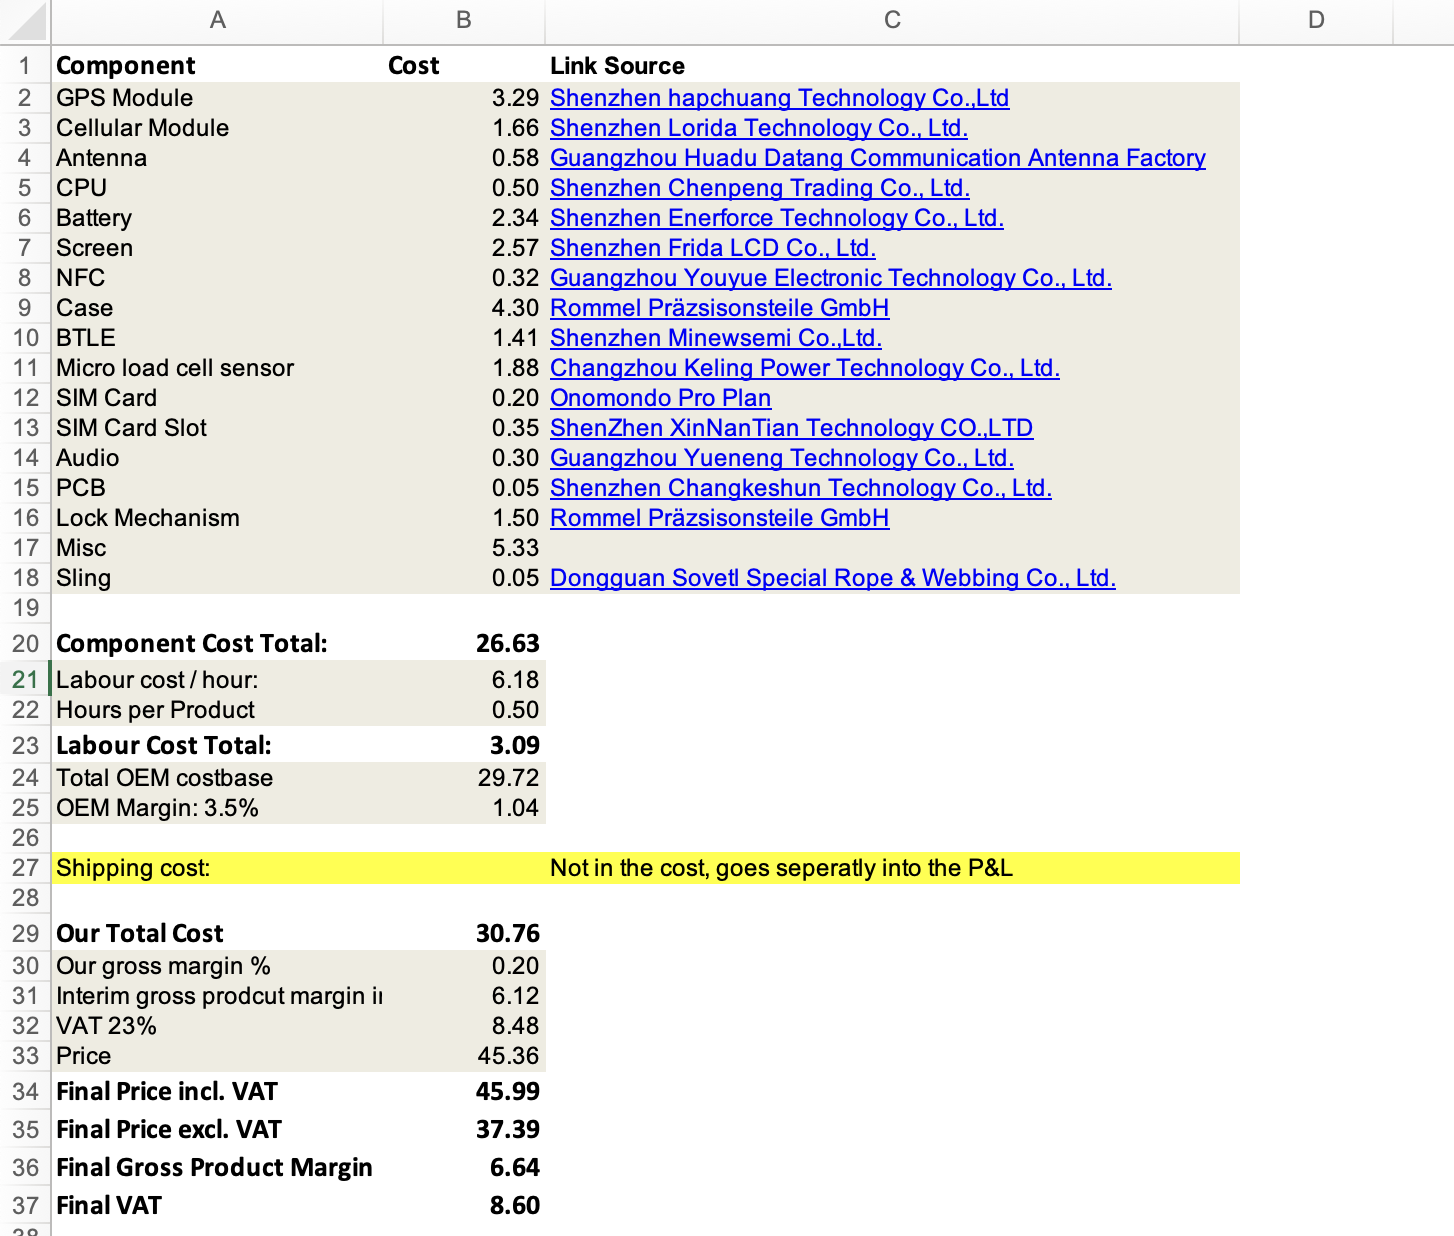 A B C D
1 Component Cost Link Source
2 GPS Module 3.29 Shenzhen hapchuang Technology Co.,Ltd
3 Cellular Module 1.66 Shenzhen Lorida Technology Co., Ltd.
4 Antenna 0.58 Guangzhou Huadu Datang Communication Antenna Factory
5 CPU 0.50 Shenzhen Chenpeng Trading Co., Ltd.
6 Battery 2.34 Shenzhen Enerforce Technology Co., Ltd.
7 Screen 2.57 Shenzhen Frida LCD Co., Ltd.
8 NFC 0.32 Guangzhou Youyue Electronic Technology Co., Ltd.
9 Case 4.30 Rommel Präzsisonsteile GmbH
10 BTLE 1.41 Shenzhen Minewsemi Co.,Ltd.
11 Micro load cell sensor 1.88 Changzhou Keling Power Technology Co., Ltd.
12 SIM Card 0.20 Onomondo Pro Plan
13 SIM Card Slot 0.35 ShenZhen XinNanTian Technology CO.,LTD
14 Audio 0.30 Guangzhou Yueneng Technology Co., Ltd.
15 PCB 0.05 Shenzhen Changkeshun Technology Co., Ltd.
16 Lock Mechanism 1.50 Rommel Präzsisonsteile GmbH
17 Misc 5.33
18 Sling 0.05 Dongguan Sovetl Special Rope & Webbing Co., Ltd.
19
20 Component Cost Total: 26.63
21 Labour cost / hour: 6.18
22 Hours per Product 0.50
23 Labour Cost Total: 3.09
24 Total OEM costbase 29.72
25 OEM Margin: 3.5% 1.04
26
27 Shipping cost: Not in the cost, goes seperatly into the P&L
28
29 Our Total Cost 30.76
30 Our gross margin % 0.20
31 Interim gross prodcut margin 6.12
32 VAT 23% 8.48
33 Price 45.36
34 Final Price incl. VAT 45.99
35 Final Price excl. VAT 37.39
36 Final Gross Product Margin 6.64
37 Final VAT 8.60